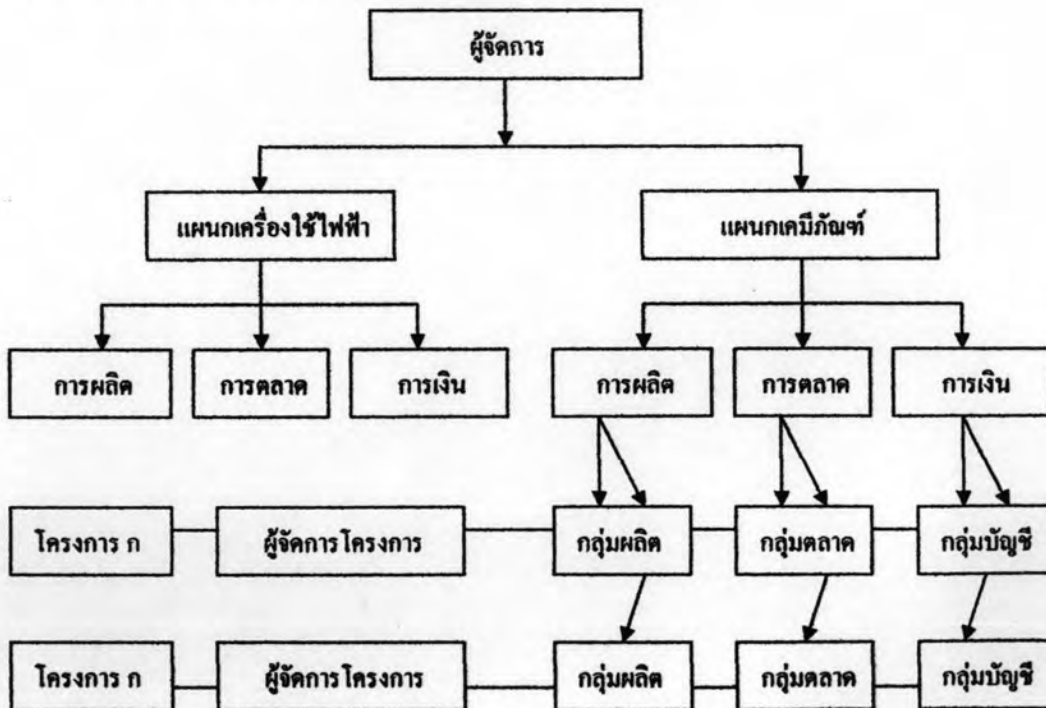 ผู้จัดการ
แผนกเครื่องใช้ไฟฟ้า แผนกเคมีภัณฑ์
การผลิต การตลาด การเงิน การผลิต การตลาด การเงิน
โครงการ ก ผู้จัดการโครงการ กลุ่มผลิต กลุ่มตลาด กลุ่มบัญชี
โครงการ ก ผู้จัดการโครงการ กลุ่มผลิต กลุ่มตลาด กลุ่มบัญชี